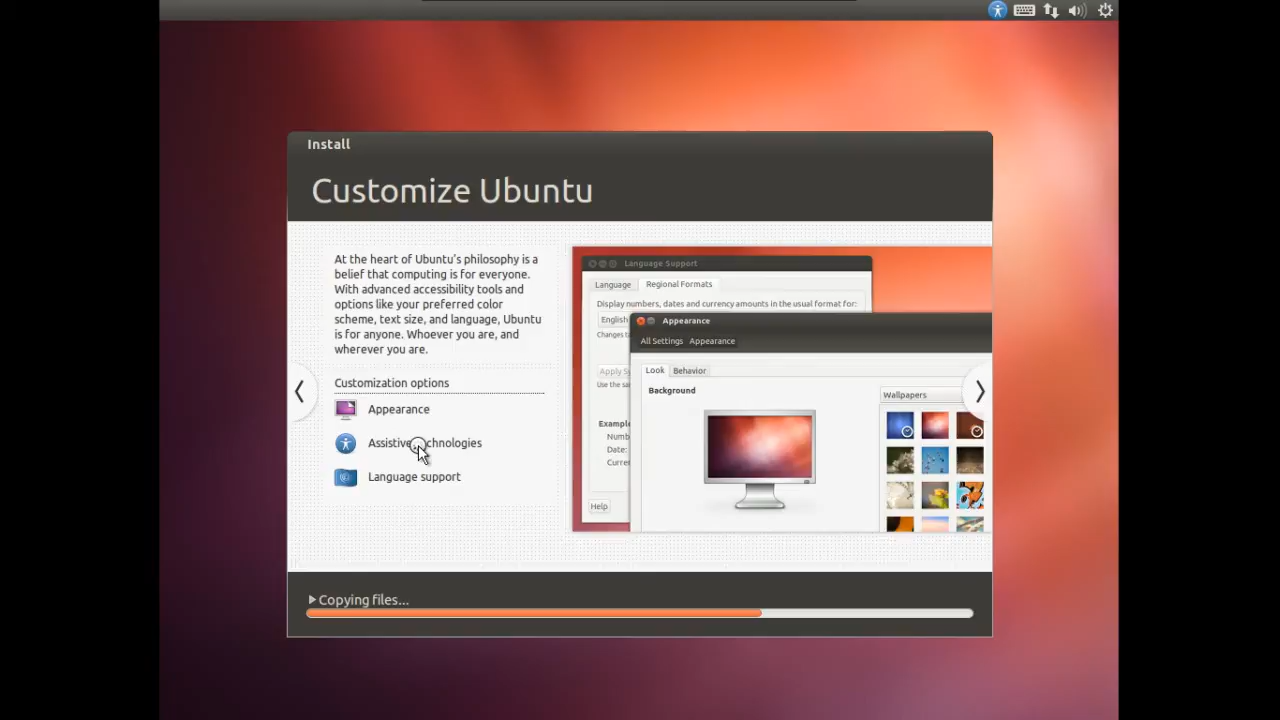 Install
Customize Ubuntu
At the heart of Ubuntu's philosophy is a
belief that computing is for everyone.
With advanced accessibility tools and
options like your preferred color
scheme, text size, and language, Ubuntu
is for anyone. Whoever you are, and
wherever you are.
Customization options
Appearance
Assistive technologies
Language support
Language Support
Language Regional Formats
Display numbers, dates and currency amounts in the usual format for:
English
Changes
Apply
Use the
Numb
Date:
Curre
Help
Appearance
All Settings Appearance
Look Behavior
Background
Wallpapers
Copying files...